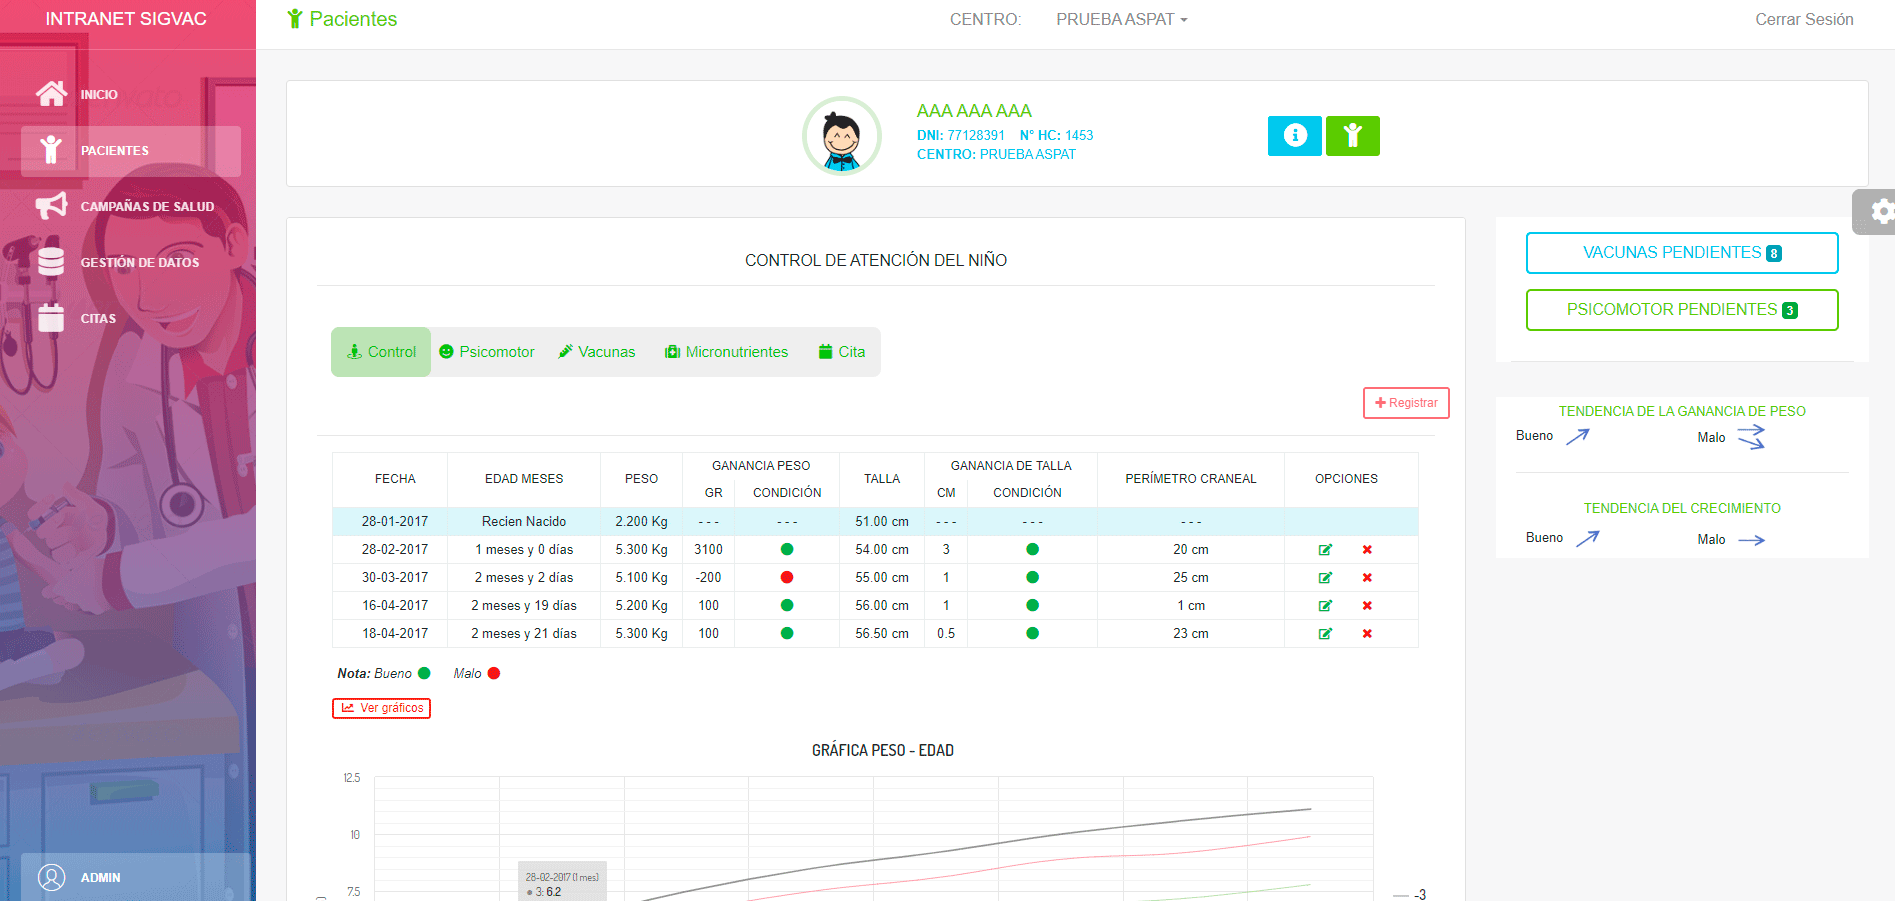 INTRANET SIGVAC
Pacientes
CENTRO: PRUEBA ASPAT
Cerrar Sesión
INICIO
PACIENTES
CAMPAÑAS DE SALUD
GESTIÓN DE DATOS
CITAS
ADMIN
AAA AAA AAA
DNI: 77128391 N° HC: 1453
CENTRO: PRUEBA ASPAT
CONTROL DE ATENCIÓN DEL NIÑO
Control Psicomotor Vacunas Micronutrientes Cita
Registrar
FECHA EDAD MESES PESO GANANCIA PESO TALLA GANANCIA DE TALLA PERÍMETRO CRANEAL OPCIONES
GR CONDICIÓN CM CONDICIÓN
28-01-2017 Recien Nacido 2.200 Kg - - - - - - 51.00 cm - - - - - - - - -
28-02-2017 1 meses y 0 días 5.300 Kg 3100 54.00 cm 3 20 cm
30-03-2017 2 meses y 2 días 5.100 Kg -200 55.00 cm 1 25 cm
16-04-2017 2 meses y 19 días 5.200 Kg 100 56.00 cm 1 1 cm
18-04-2017 2 meses y 21 días 5.300 Kg 100 56.50 cm 0.5 23 cm
Nota: Bueno Malo
Ver gráficos
GRÁFICA PESO - EDAD
12.5
10
7.5
28-02-2017 (1 mes)
3: 6.2
-3
VACUNAS PENDIENTES 8
PSICOMOTOR PENDIENTES 3
TENDENCIA DE LA GANANCIA DE PESO
Bueno Malo
TENDENCIA DEL CRECIMIENTO
Bueno Malo